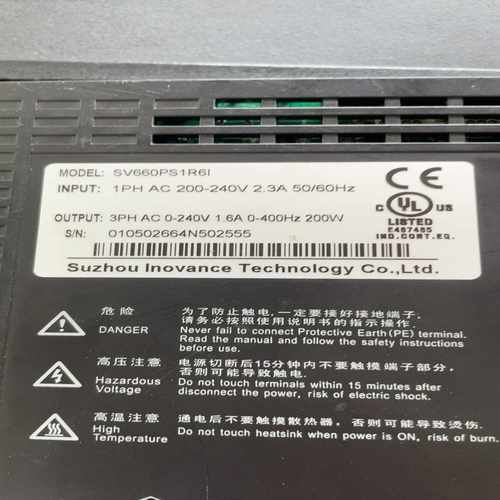 MODEL: SV660PS1R6I
INPUT: 1PH AC 200-240V 2.3A 50/60Hz
OUTPUT: 3PH AC 0-240V 1.6A 0-400Hz 200W
S/N: 010502664N502555
CE
C UL US
LISTED
E487485
IND.CONT.EQ.
Suzhou Inovance Technology Co.,Ltd.
危险
DANGER
为了防止触电,一定要接好接地端子.
请务必按照使用说明书的指示操作.
Never fail to connect Protective Earth(PE) terminal.
Read the manual and follow the safety instructions
before use.
高压注意
Hazardous
Voltage
电源切断后15分钟内不要触摸端子部分,
否则可能导致触电.
Do not touch terminals within 15 minutes after
disconnect the power, risk of electric shock.
高温注意
High
Temperature
通电后不要触摸散热器。否则可能导致烫伤.
Do not touch heatsink when power is ON, risk of burn.